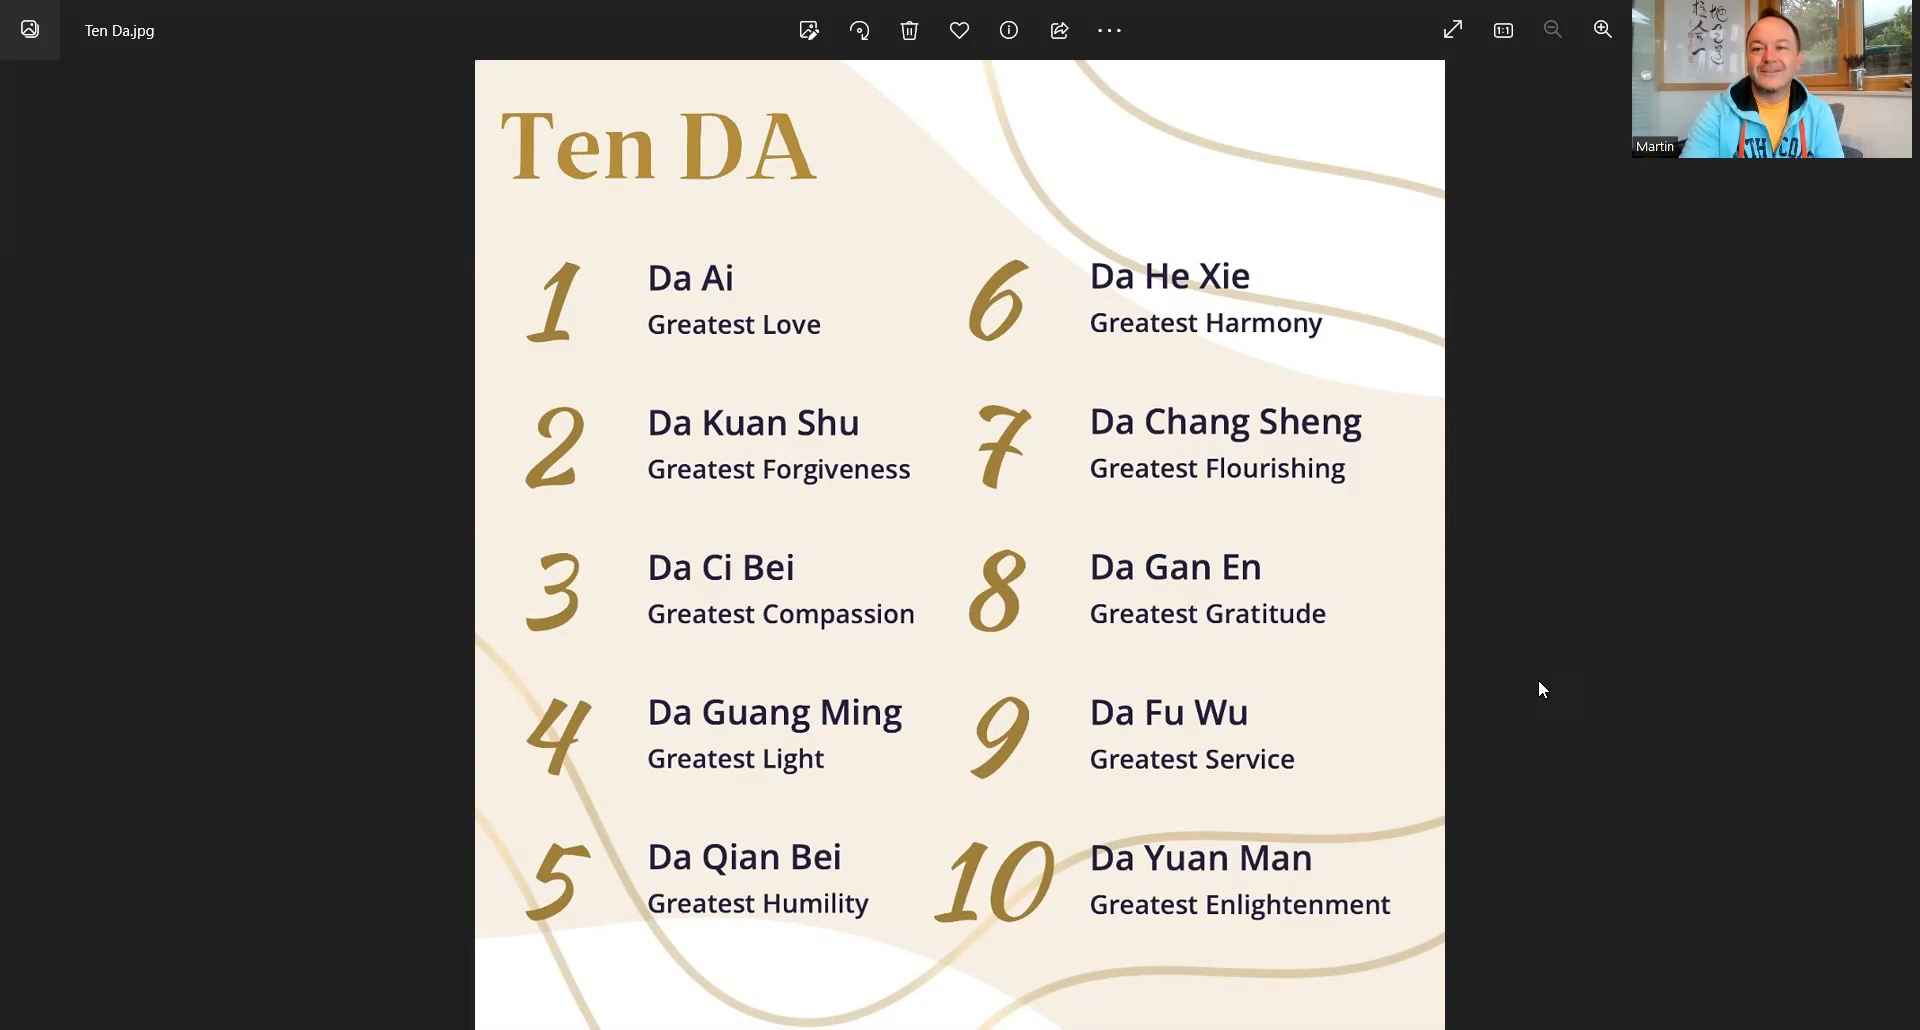 Ten Da.jpg
1:1
Martin
Ten DA
1
Da Ai
Greatest Love
2
Da Kuan Shu
Greatest Forgiveness
3
Da Ci Bei
Greatest Compassion
4
Da Guang Ming
Greatest Light
5
Da Qian Bei
Greatest Humility
6
Da He Xie
Greatest Harmony
7
Da Chang Sheng
Greatest Flourishing
8
Da Gan En
Greatest Gratitude
9
Da Fu Wu
Greatest Service
10
Da Yuan Man
Greatest Enlightenment